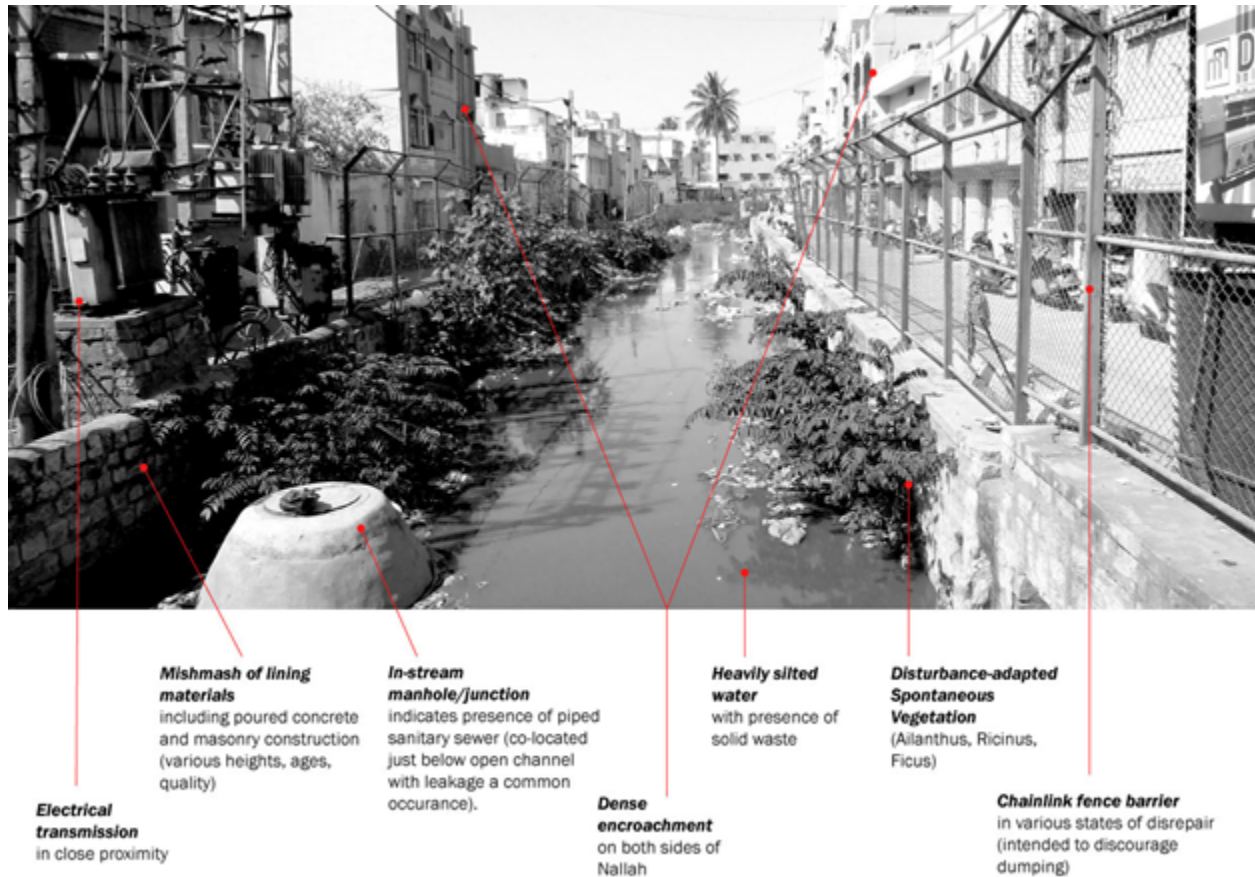 Mishmash of lining
materials
including poured concrete
and masonry construction
(various heights, ages,
quality)
In-stream
manhole/junction
indicates presence of piped
sanitary sewer (co-located
just below open channel
with leakage a common
occurance).
Heavily silted
water
with presence of
solid waste
Disturbance-adapted
Spontaneous
Vegetation
(Ailanthus, Ricinus,
Ficus)
Electrical
transmission
in close proximity
Dense
encroachment
on both sides of
Nallah
Chainlink fence barrier
in various states of disrepair
(intended to discourage
dumping)